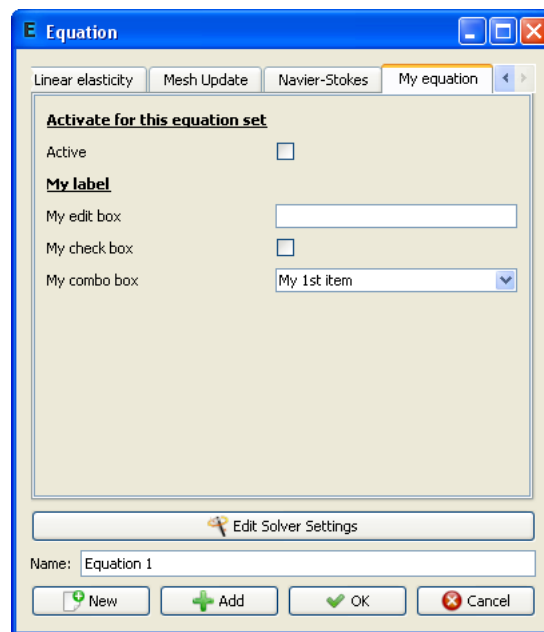 E Equation
Linear elasticity Mesh Update Navier-Stokes My equation
Activate for this equation set
Active
My label
My edit box
My check box
My combo box My 1st item
Edit Solver Settings
Name: Equation 1
New Add OK Cancel